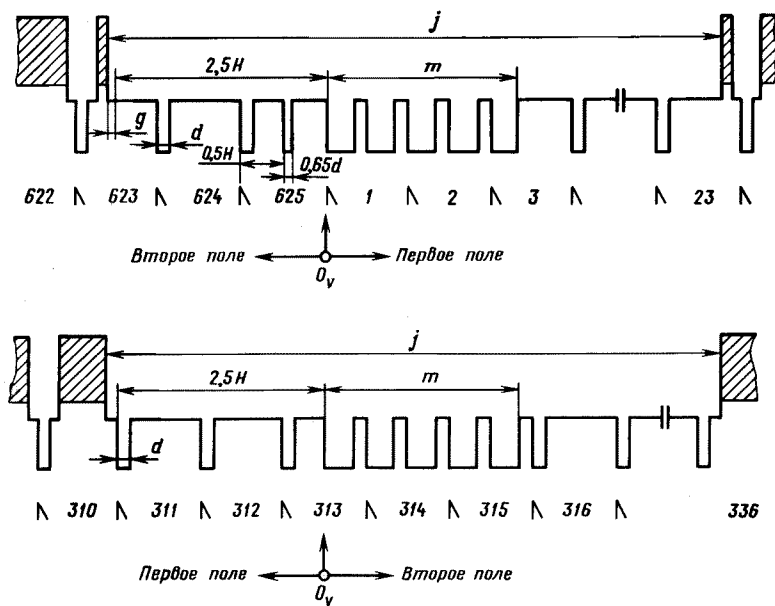 j
2,5H m
g d 0,5H 0,65d
622 623 624 625 1 2 3 23
Второе поле Первое поле
O_v
j
2,5H m
d
310 311 312 313 314 315 316 336
Первое поле Второе поле
O_v